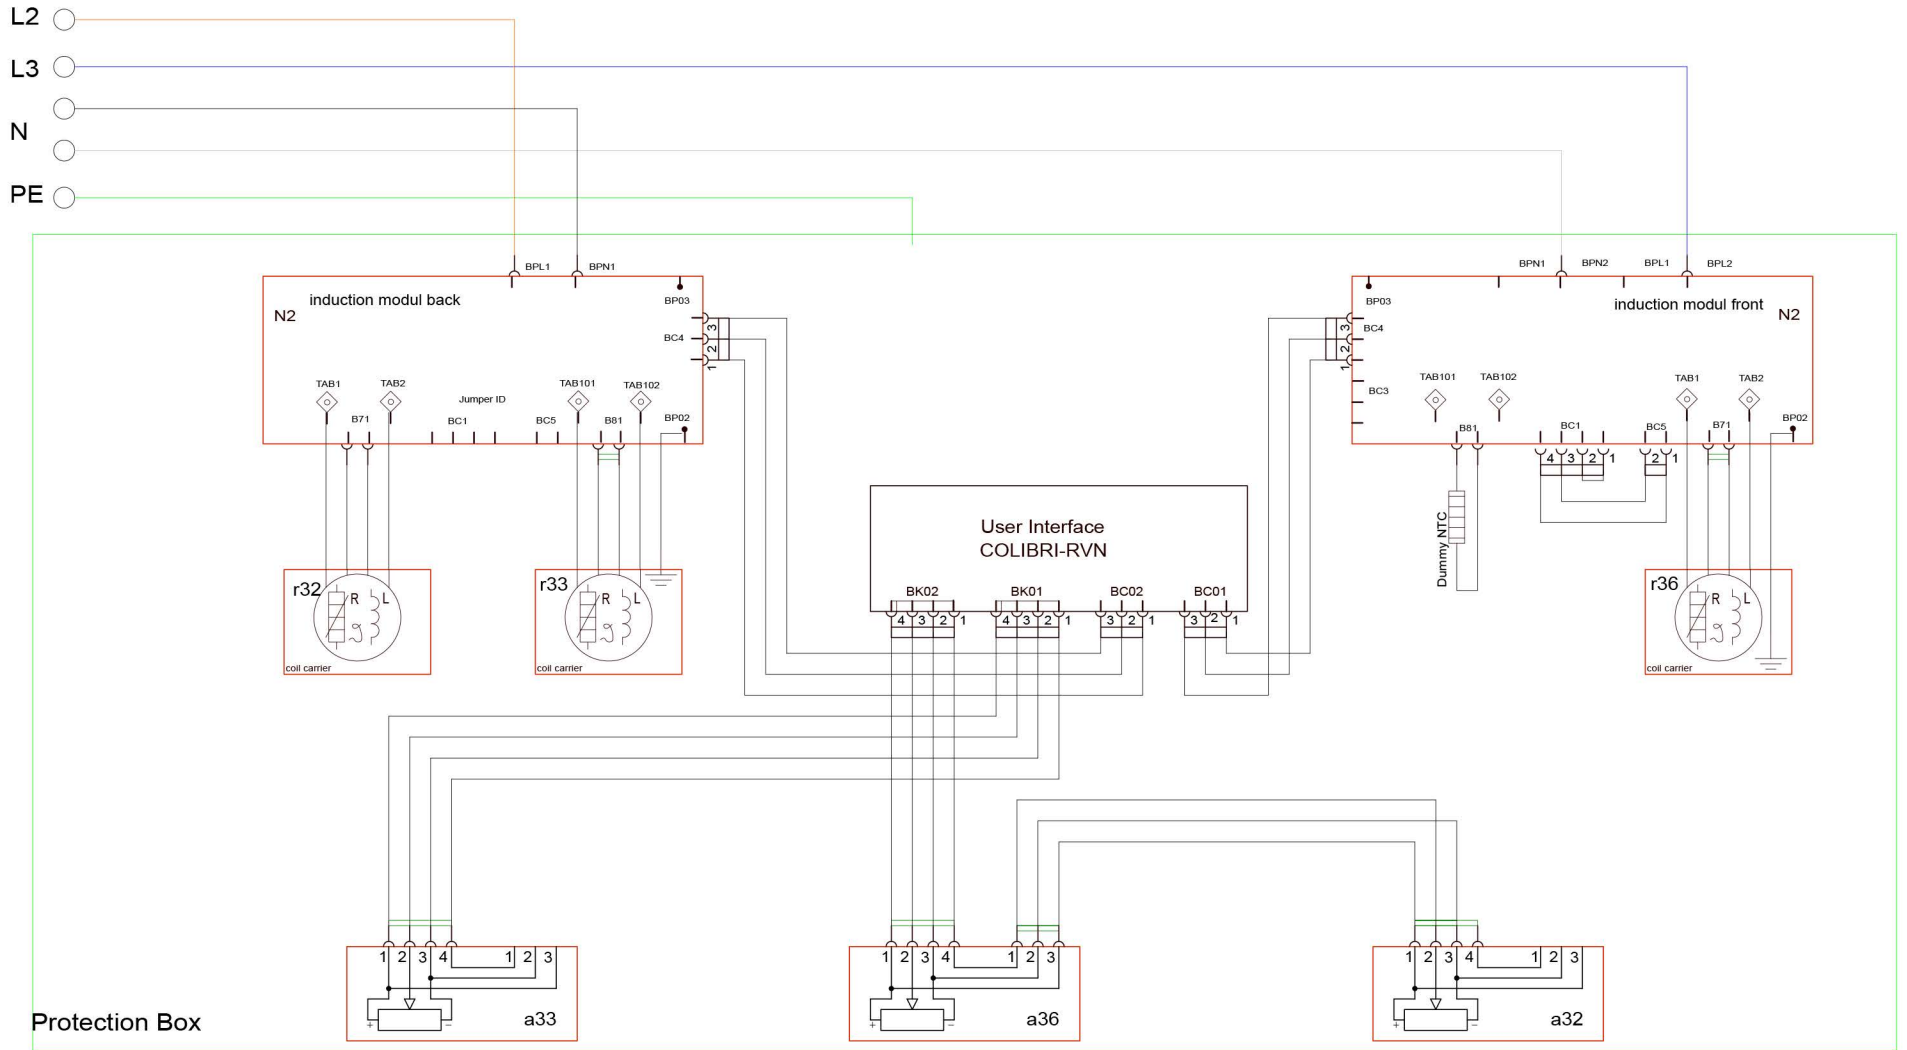 L2
L3
N
PE
BPL1 BPN1
induction modul back
N2
BP03
BC4
3
2
1
TAB1 TAB2 Jumper ID TAB101 TAB102
B71 BC1 BC5 B81 BP02
BPN1 BPN2 BPL1 BPL2
BP03
induction modul front
N2
BC4
3
2
1
BC3
TAB101 TAB102 TAB1 TAB2
B81 BC1 BC5 B71 BP02
4 3 2 1 2 1
Dummy NTC
User Interface
COLIBRI-RVN
BK02 BK01 BC02 BC01
4 3 2 1 4 3 2 1 3 2 1 3 2 1
r32 R L
coil carrier
r33 R L
coil carrier
r36 R L
coil carrier
1 2 3 4 1 2 3
+ −
a33
1 2 3 4 1 2 3
+ −
a36
1 2 3 4 1 2 3
+ −
a32
Protection Box